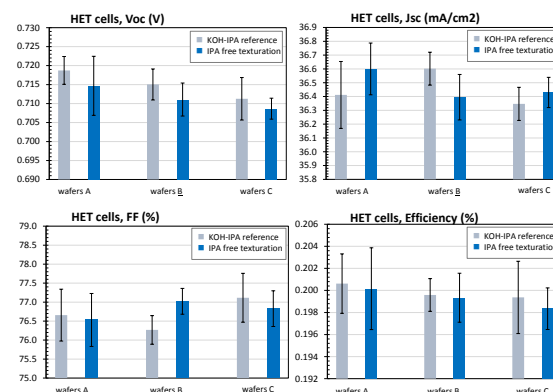 HET cells, Voc (V)
KOH-IPA reference
IPA free texturation
0.730
0.725
0.720
0.715
0.710
0.705
0.700
0.695
0.690
wafers A
wafers B
wafers C
HET cells, Jsc (mA/cm2)
KOH-IPA reference
IPA free texturation
36.9
36.8
36.7
36.6
36.5
36.4
36.3
36.2
36.1
36.0
35.9
35.8
wafers A
wafers B
wafers C
HET cells, FF (%)
KOH-IPA reference
IPA free texturation
79.0
78.5
78.0
77.5
77.0
76.5
76.0
75.5
75.0
wafers A
wafers B
wafers C
HET cells, Efficiency (%)
KOH-IPA reference
IPA free texturation
0.206
0.204
0.202
0.200
0.198
0.196
0.194
0.192
wafers A
wafers B
wafers C